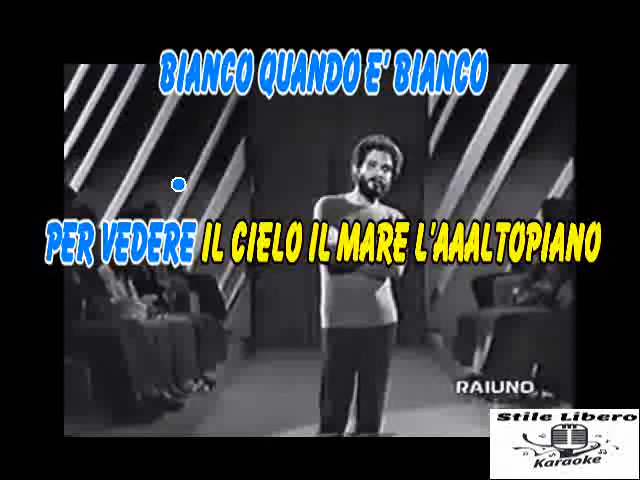 BIANCO QUANDO E' BIANCO
PER VEDERE IL CIELO IL MARE L'AAALTOPIANO
RAIUNO
Stile Libero
Karaoke